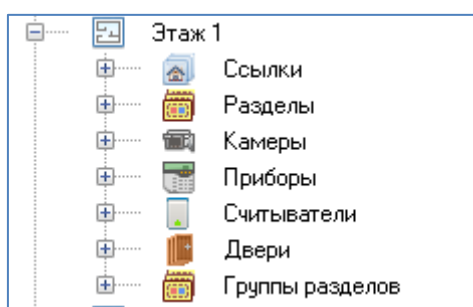 Этаж 1
Ссылки
Разделы
Камеры
Приборы
Считыватели
Двери
Группы разделов